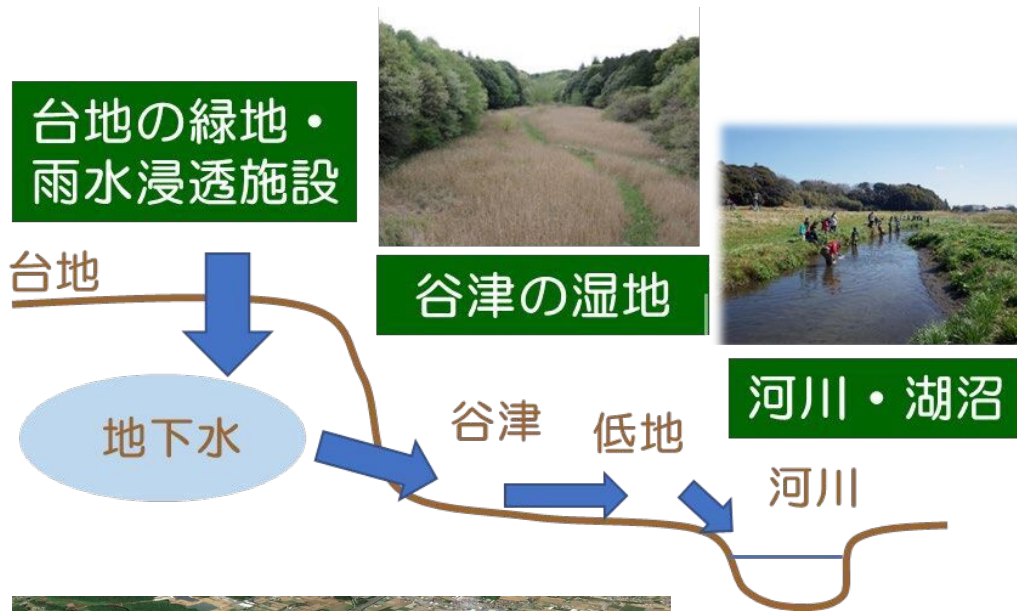 台地の緑地・
雨水浸透施設
台地
地下水
谷津の湿地
谷津
低地
河川・湖沼
河川